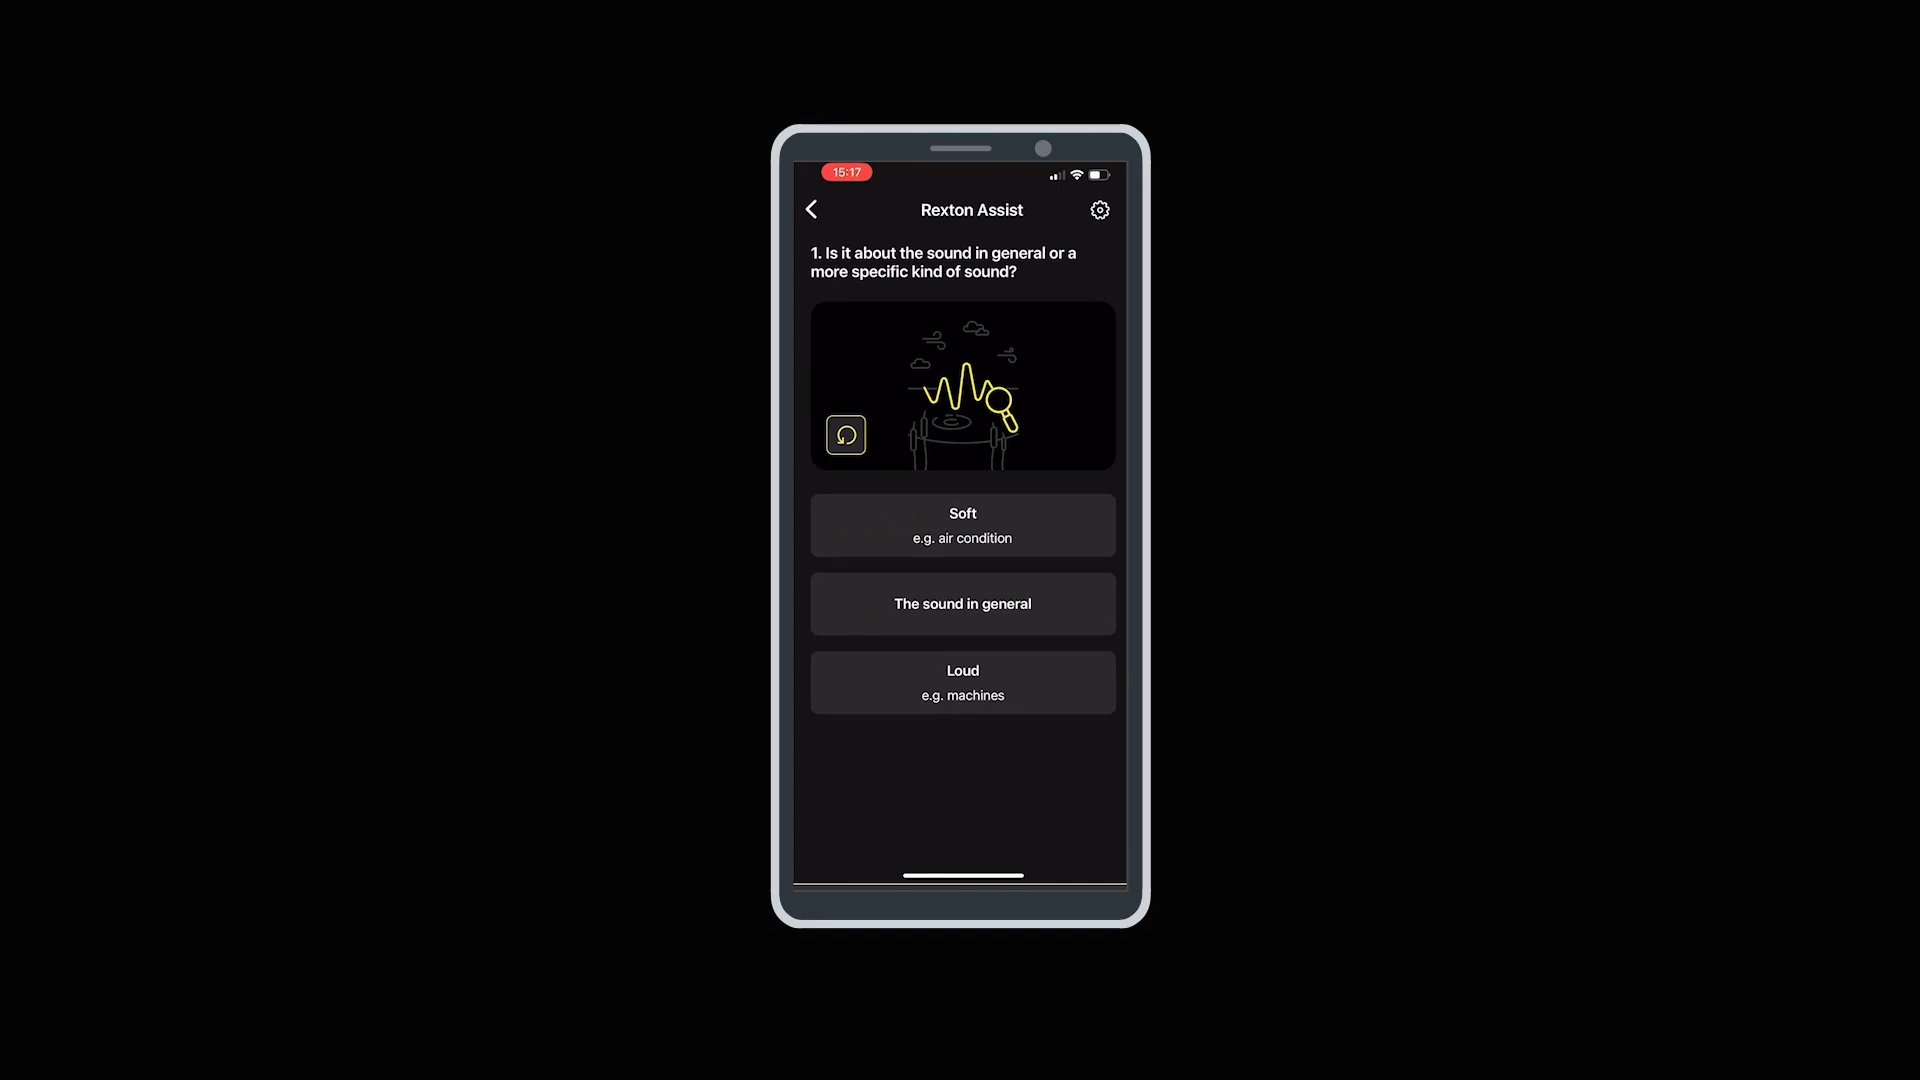 15:17
Rexton Assist
1. Is it about the sound in general or a
more specific kind of sound?
Soft
e.g. air condition
The sound in general
Loud
e.g. machines